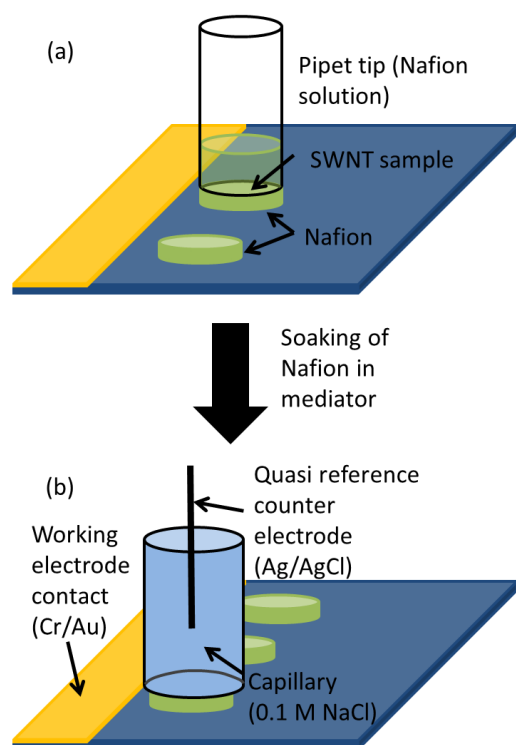 (a)
Pipet tip (Nafion
solution)
SWNT sample
Nafion
Soaking of
Nafion in
mediator
(b)
Quasi reference
counter
electrode
(Ag/AgCl)
Working
electrode
contact
(Cr/Au)
Capillary
(0.1 M NaCl)